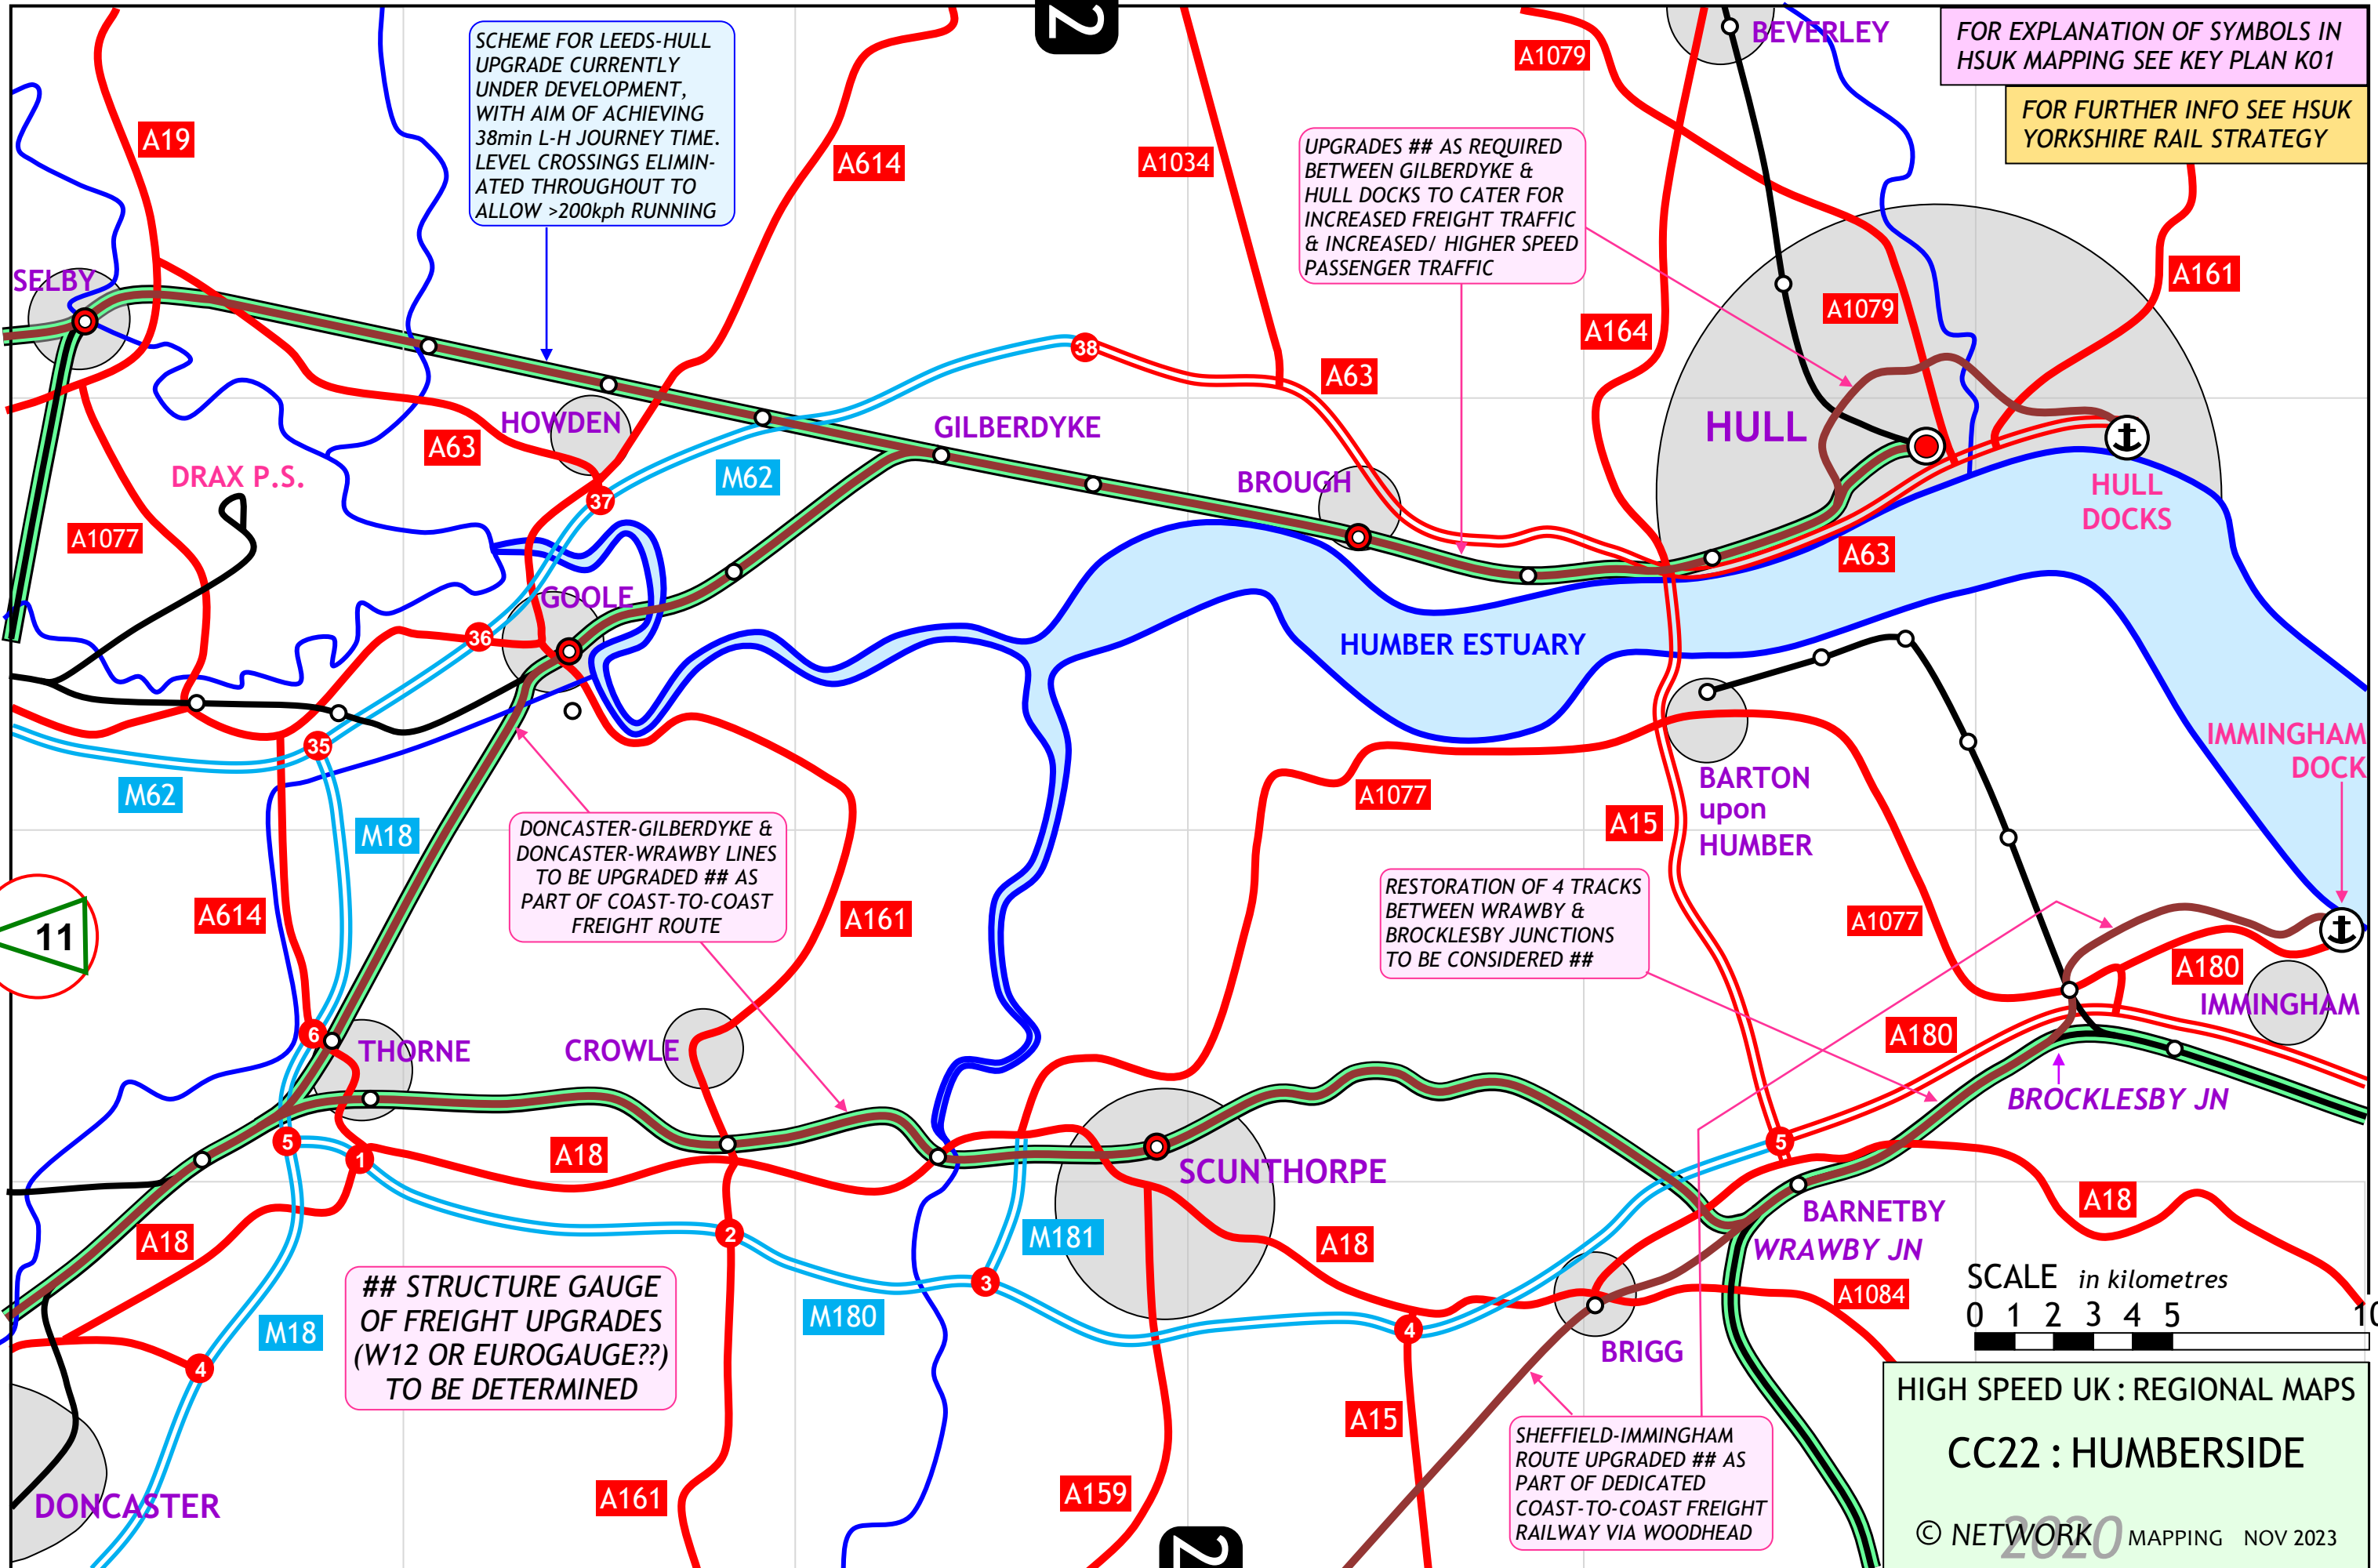 2
BEVERLEY
FOR EXPLANATION OF SYMBOLS IN
HSUK MAPPING SEE KEY PLAN K01
FOR FURTHER INFO SEE HSUK
YORKSHIRE RAIL STRATEGY
SCHEME FOR LEEDS-HULL
UPGRADE CURRENTLY
UNDER DEVELOPMENT,
WITH AIM OF ACHIEVING
38min L-H JOURNEY TIME.
LEVEL CROSSINGS ELIMIN-
ATED THROUGHOUT TO
ALLOW >200kph RUNNING
A1079
A19
A614
A1034
UPGRADES ## AS REQUIRED
BETWEEN GILBERDYKE &
HULL DOCKS TO CATER FOR
INCREASED FREIGHT TRAFFIC
& INCREASED/ HIGHER SPEED
PASSENGER TRAFFIC
SELBY
A161
A1079
A164
38
A63
HOWDEN
GILBERDYKE
HULL
A63
DRAX P.S.
M62
BROUGH
37
HULL
DOCKS
A1077
A63
GOOLE
36
HUMBER ESTUARY
35
IMMINGHAM
DOCK
M62
BARTON
upon
HUMBER
A1077
A15
M18
DONCASTER-GILBERDYKE &
DONCASTER-WRAWBY LINES
TO BE UPGRADED ## AS
PART OF COAST-TO-COAST
FREIGHT ROUTE
RESTORATION OF 4 TRACKS
BETWEEN WRAWBY &
BROCKLESBY JUNCTIONS
TO BE CONSIDERED ##
A614
A161
A1077
11
A180
IMMINGHAM
6
THORNE
CROWLE
A180
BROCKLESBY JN
5
1
A18
5
SCUNTHORPE
A18
BARNETBY
WRAWBY JN
A18
2
M181
A18
3
## STRUCTURE GAUGE
OF FREIGHT UPGRADES
(W12 OR EUROGAUGE??)
TO BE DETERMINED
SCALE in kilometres
0 1 2 3 4 5 10
A1084
M180
M18
4
BRIGG
4
HIGH SPEED UK : REGIONAL MAPS
CC22 : HUMBERSIDE
© NETWORK 2020 MAPPING NOV 2023
A15
SHEFFIELD-IMMINGHAM
ROUTE UPGRADED ## AS
PART OF DEDICATED
COAST-TO-COAST FREIGHT
RAILWAY VIA WOODHEAD
DONCASTER
A161
A159
2